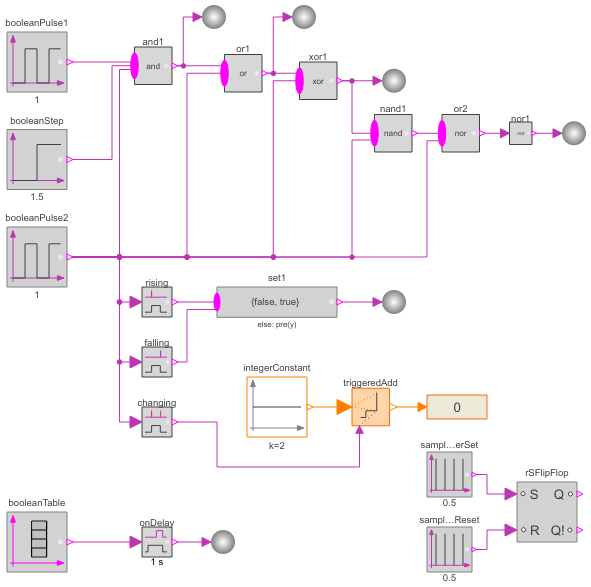 booleanPulse1
1
and1
and
or1
or
xor1
xor
booleanStep
1.5
nand1
nand
or2
nor
nor1
not
booleanPulse2
1
rising
set1
{false, true}
else: pre(y)
falling
integerConstant
k=2
triggeredAdd
0
changing
sampl...erSet
0.5
rSFlipFlop
S Q
R Q!
sampl...Reset
0.5
booleanTable
onDelay
1 s